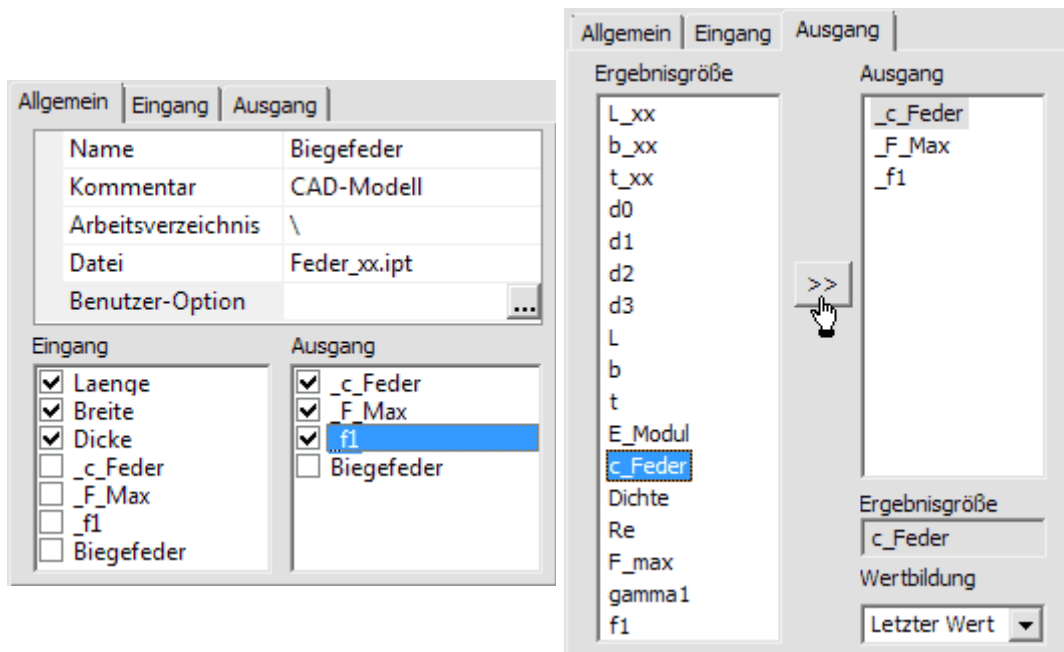 Allgemein Eingang Ausgang
Name Biegefeder
Kommentar CAD-Modell
Arbeitsverzeichnis \
Datei Feder_xx.ipt
Benutzer-Option ...
Eingang Ausgang
Laenge _c_Feder
Breite _F_Max
Dicke _f1
_c_Feder Biegefeder
_F_Max
_f1
Biegefeder
Allgemein Eingang Ausgang
Ergebnisgröße Ausgang
L_xx _c_Feder
b_xx _F_Max
t_xx _f1
d0
d1
d2
>>
d3
L
b
t
E_Modul
c_Feder
Dichte
Re
F_max
gamma1
f1
Ergebnisgröße
c_Feder
Wertbildung
Letzter Wert